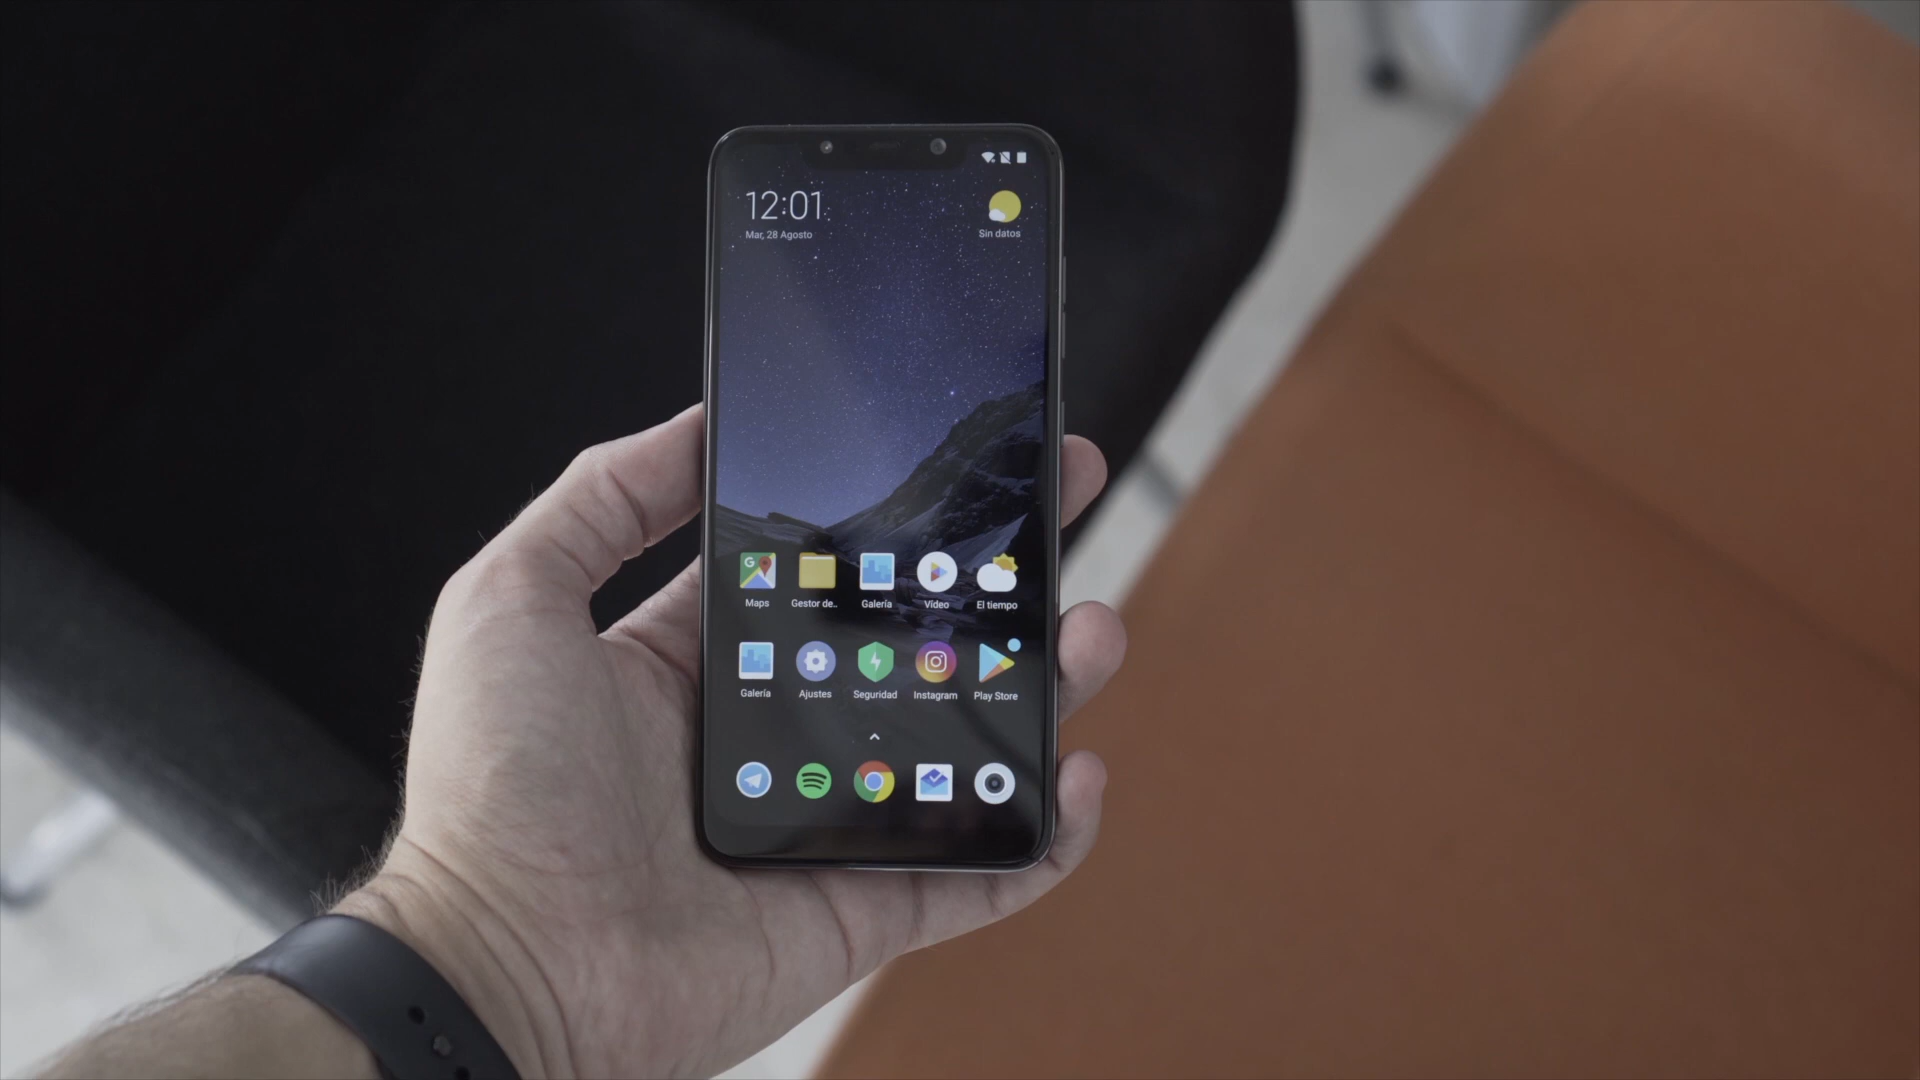 12:01
Mar, 28 Agosto
Sin datos
Maps
Gestor de..
Galería
Vídeo
El tiempo
Galería
Ajustes
Seguridad
Instagram
Play Store